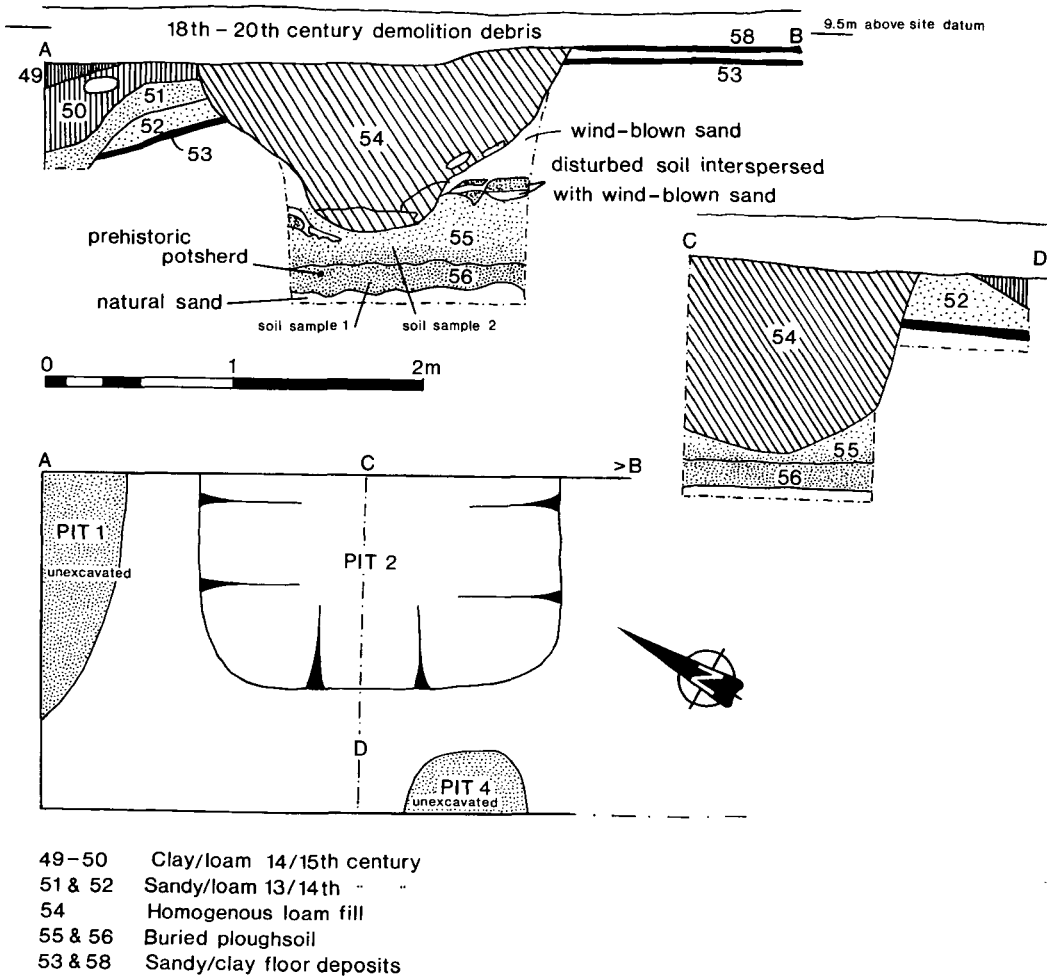 18th – 20th century demolition debris
9.5m above site datum
A
B
58
53
49
50
51
52
53
54
wind-blown sand
disturbed soil interspersed
with wind-blown sand
55
prehistoric
potsherd
56
natural sand
soil sample 1
soil sample 2
C
D
52
54
55
56
0 1 2m
A
C
>B
PIT 1
unexcavated
PIT 2
N
D
PIT 4
unexcavated
49–50 Clay/loam 14/15th century
51 & 52 Sandy/loam 13/14th " "
54 Homogenous loam fill
55 & 56 Buried ploughsoil
53 & 58 Sandy/clay floor deposits